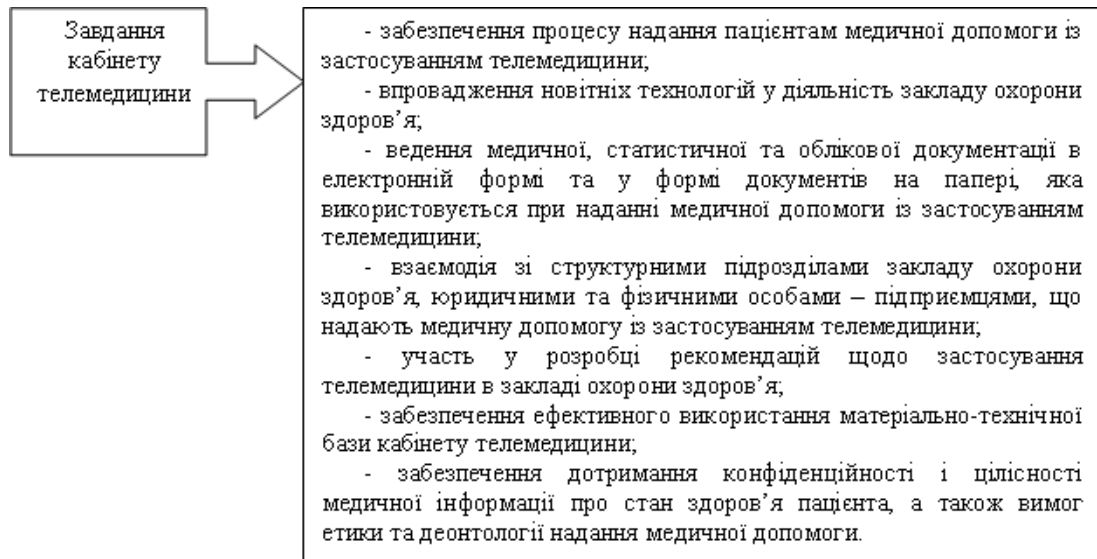 Завдання
кабінету
телемедицини
- забезпечення процесу надання пацієнтам медичної допомоги із
застосуванням телемедицини;
- впровадження новітніх технологій у діяльність закладу охорони
здоров’я;
- ведення медичної, статистичної та облікової документації в
електронній формі та у формі документів на папері, яка
використовується при наданні медичної допомоги із застосуванням
телемедицини;
- взаємодія зі структурними підрозділами закладу охорони
здоров’я, юридичними та фізичними особами – підприємцями, що
надають медичну допомогу із застосуванням телемедицини;
- участь у розробці рекомендацій щодо застосування
телемедицини в закладі охорони здоров’я;
- забезпечення ефективного використання матеріально-технічної
бази кабінету телемедицини;
- забезпечення дотримання конфіденційності і цілісності
медичної інформації про стан здоров’я пацієнта, а також вимог
етики та деонтології надання медичної допомоги.